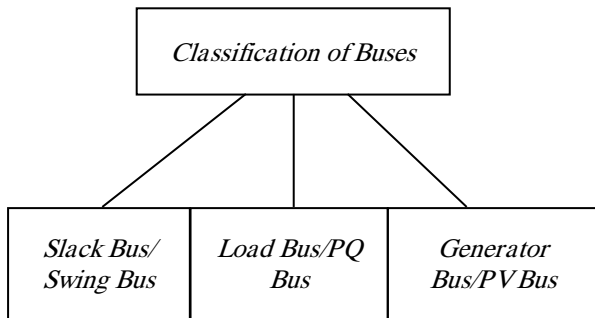 Classification of Buses
Slack Bus/
Swing Bus
Load Bus/PQ
Bus
Generator
Bus/PV Bus